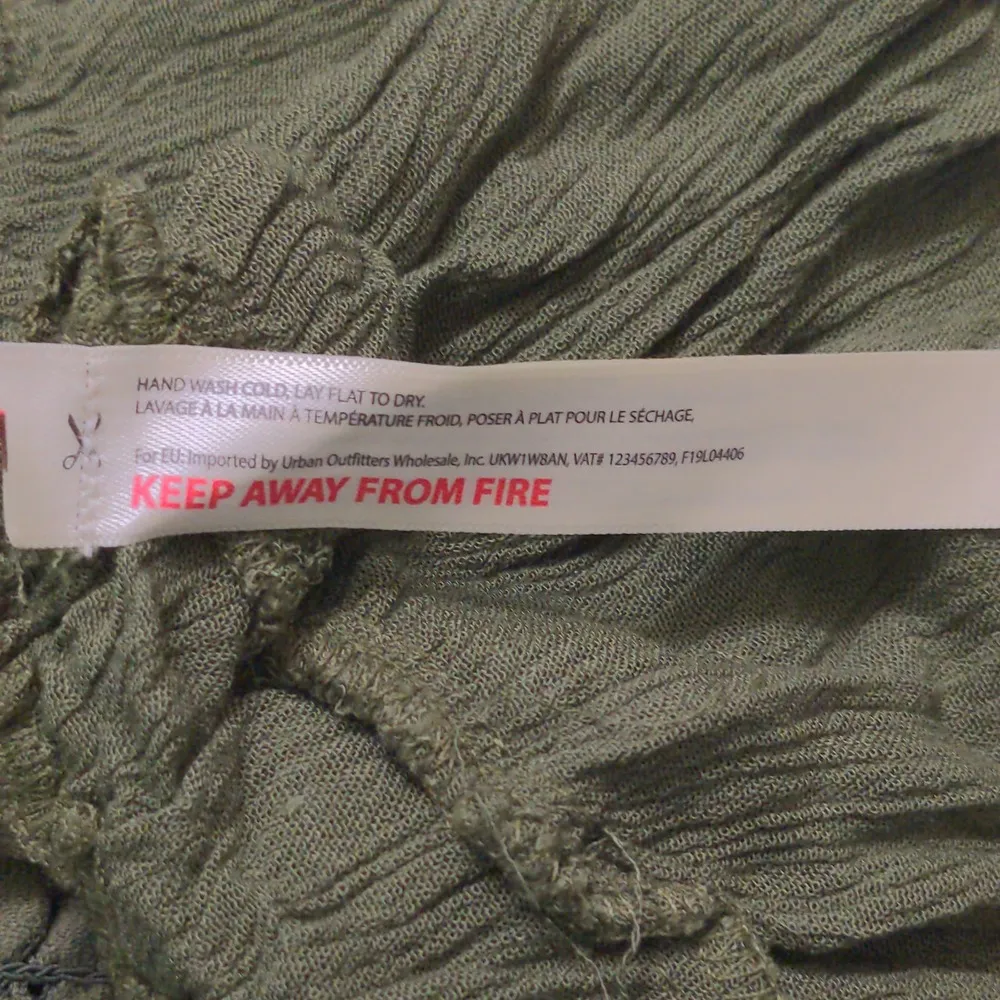 HAND WASH COLD, LAY FLAT TO DRY.
LAVAGE À LA MAIN À TEMPÉRATURE FROID, POSER À PLAT POUR LE SÉCHAGE,
For EU: Imported by Urban Outfitters Wholesale, Inc. UKW1W8AN, VAT# 123456789, F19L04406
KEEP AWAY FROM FIRE